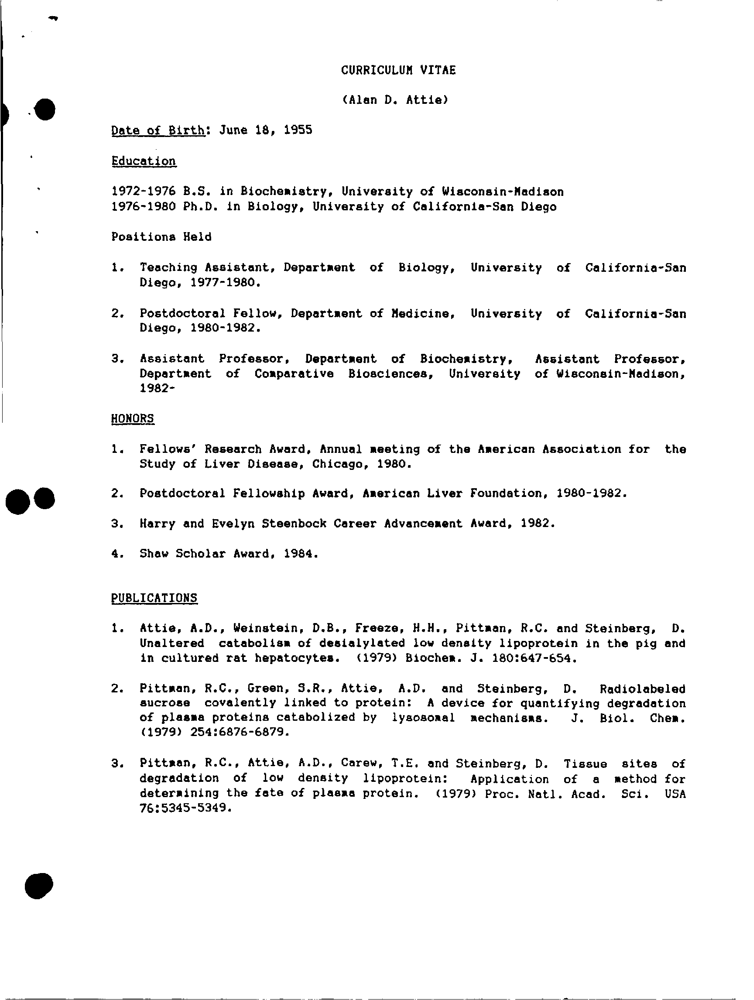 CURRICULUM VITAE
(Alan D. Attie)
Date of Birth: June 18, 1955
Education
1972-1976 B.S. in Biochemistry, University of Wisconsin-Madison
1976-1980 Ph.D. in Biology, University of California-San Diego
Positions Held
1. Teaching Assistant, Department of Biology, University of California-San
Diego, 1977-1980.
2. Postdoctoral Fellow, Department of Medicine, University of California-San
Diego, 1980-1982.
3. Assistant Professor, Department of Biochemistry, Assistant Professor,
Department of Comparative Biosciences, University of Wisconsin-Madison,
1982-
HONORS
1. Fellows' Research Award, Annual meeting of the American Association for the
Study of Liver Disease, Chicago, 1980.
2. Postdoctoral Fellowship Award, American Liver Foundation, 1980-1982.
3. Harry and Evelyn Steenbock Career Advancement Award, 1982.
4. Shaw Scholar Award, 1984.
PUBLICATIONS
1. Attie, A.D., Weinstein, D.B., Freeze, H.H., Pittman, R.C. and Steinberg, D.
Unaltered catabolism of desialylated low density lipoprotein in the pig and
in cultured rat hepatocytes. (1979) Biochem. J. 180:647-654.
2. Pittman, R.C., Green, S.R., Attie, A.D. and Steinberg, D. Radiolabeled
sucrose covalently linked to protein: A device for quantifying degradation
of plasma proteins catabolized by lysosomal mechanisms. J. Biol. Chem.
(1979) 254:6876-6879.
3. Pittman, R.C., Attie, A.D., Carew, T.E. and Steinberg, D. Tissue sites of
degradation of low density lipoprotein: Application of a method for
determining the fate of plasma protein. (1979) Proc. Natl. Acad. Sci. USA
76:5345-5349.